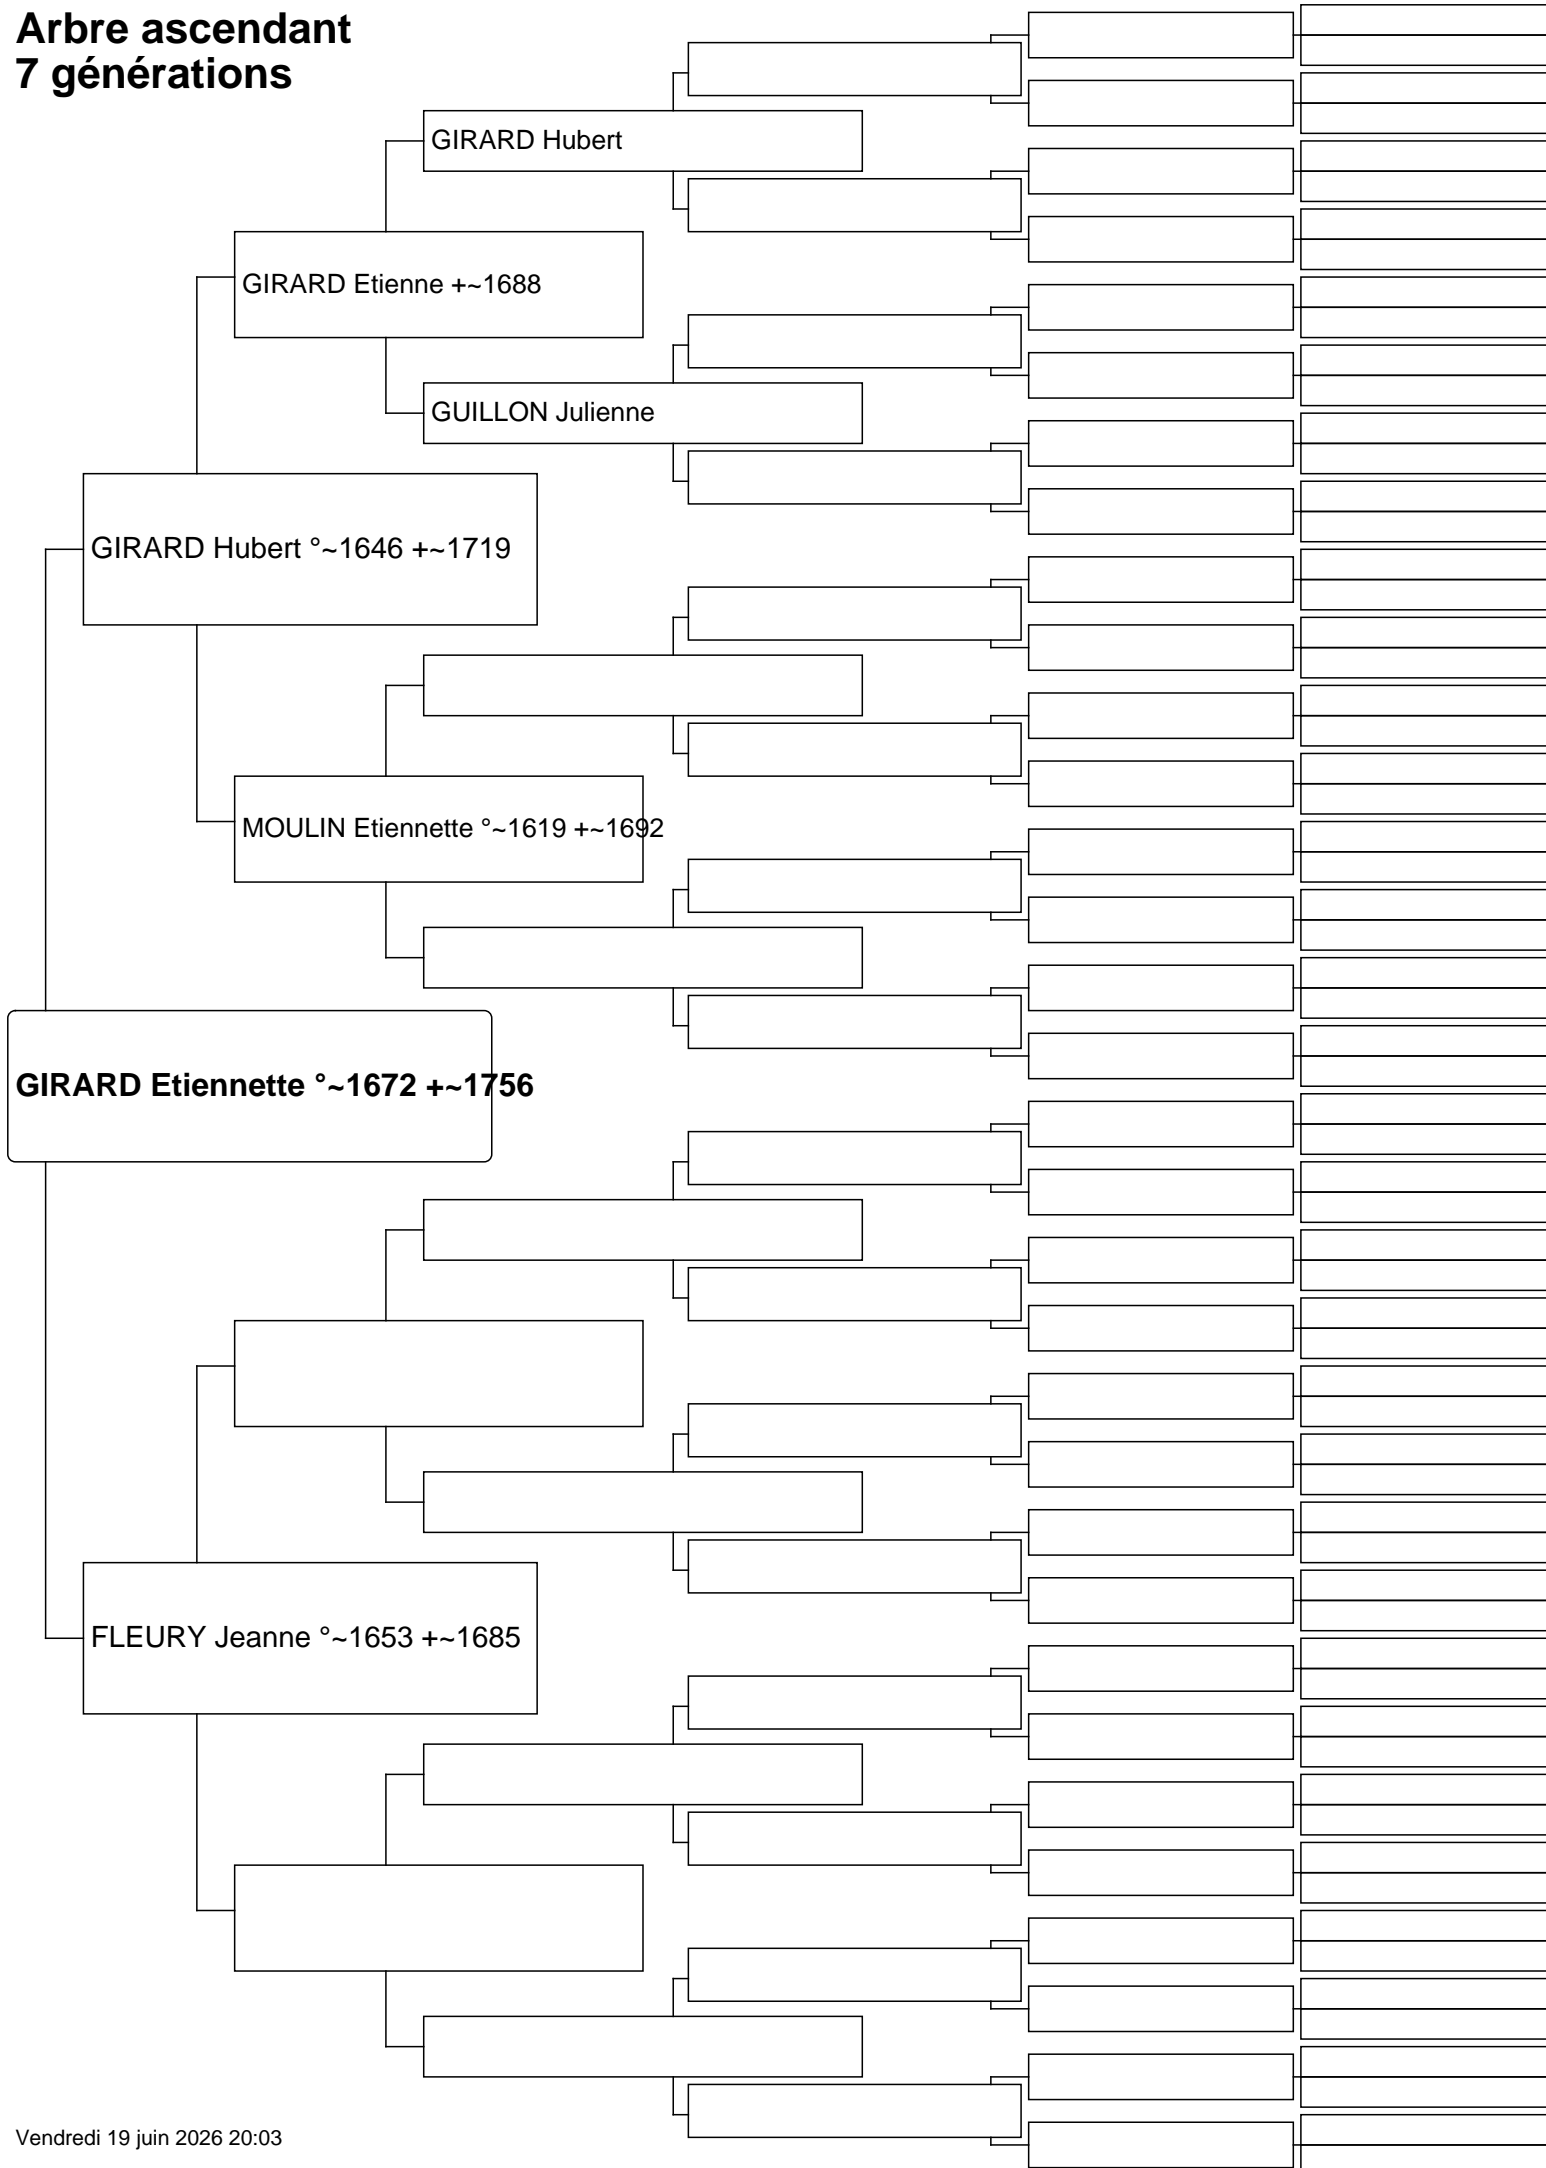 Arbre ascendant
7 générations
GIRARD Hubert
GIRARD Etienne +~1688
GUILLON Julienne
GIRARD Hubert °~1646 +~1719
MOULIN Etiennette °~1619 +~1692
GIRARD Etiennette °~1672 +~1756
FLEURY Jeanne °~1653 +~1685
Vendredi 19 juin 2026 20:03